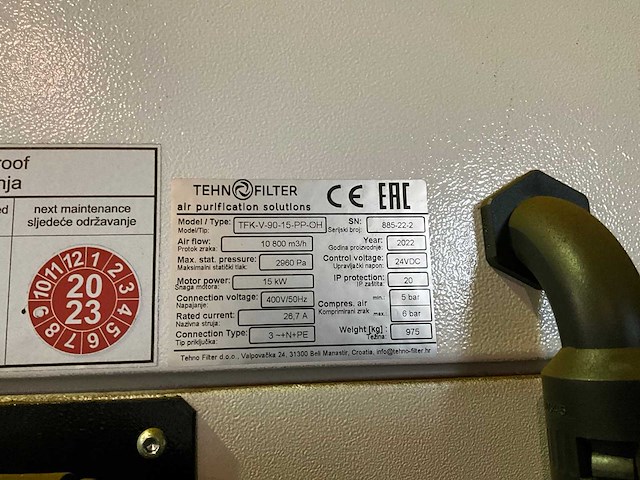 oof
nja
ed
next maintenance
sljedeće održavanje
1 2 3 4 5 6 7 8 9 10 11 12
20
23
TEHNO FILTER
air purification solutions
CE EAC
Model / Type: TFK-V-90-15-PP-OH SN: 885-22-2
Model/Tip: Serijski broj:
Air flow: 10 800 m3/h Year: 2022
Protok zraka: Godina proizvodnje:
Max. stat. pressure: 2960 Pa Control voltage: 24VDC
Maksimalni statički tlak: Upravljački napon:
Motor power: 15 kW IP protection: 20
Snaga motora: IP zaštita:
Connection voltage: 400V/50Hz Compres. air min. 5 bar
Napajanje: Komprimirani zrak max. 6 bar
Rated current: 26,7 A
Nazivna struja:
Connection Type: 3~+N+PE Weight [kg]: 975
Tip priključka: Težina:
Tehno Filter d.o.o., Valpovačka 24, 31300 Beli Manastir, Croatia, info@tehno-filter.hr